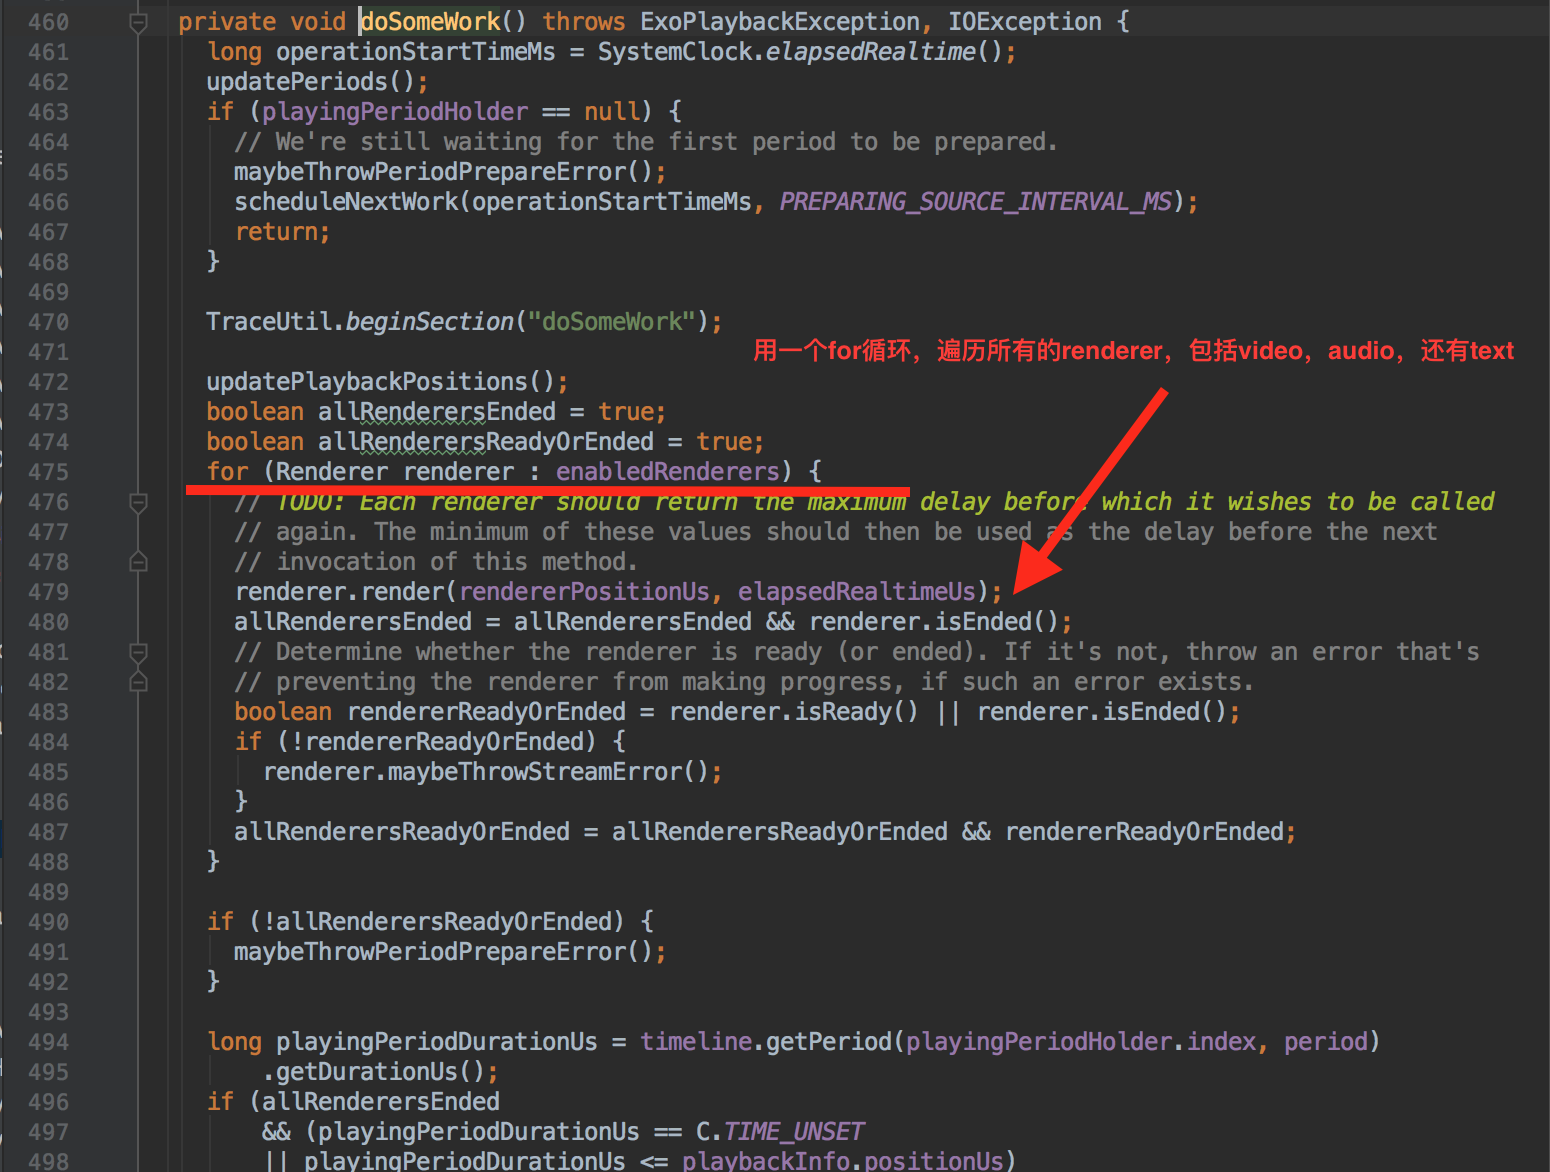 460 private void doSomeWork() throws ExoPlaybackException, IOException {
461 long operationStartTimeMs = SystemClock.elapsedRealtime();
462 updatePeriods();
463 if (playingPeriodHolder == null) {
464 // We're still waiting for the first period to be prepared.
465 maybeThrowPeriodPrepareError();
466 scheduleNextWork(operationStartTimeMs, PREPARING_SOURCE_INTERVAL_MS);
467 return;
468 }
469
470 TraceUtil.beginSection("doSomeWork");
471 用一个for循环，遍历所有的renderer，包括video，audio，还有text
472 updatePlaybackPositions();
473 boolean allRenderersEnded = true;
474 boolean allRenderersReadyOrEnded = true;
475 for (Renderer renderer : enabledRenderers) {
476 // TODO: Each renderer should return the maximum delay before which it wishes to be called
477 // again. The minimum of these values should then be used as the delay before the next
478 // invocation of this method.
479 renderer.render(rendererPositionUs, elapsedRealtimeUs);
480 allRenderersEnded = allRenderersEnded && renderer.isEnded();
481 // Determine whether the renderer is ready (or ended). If it's not, throw an error that's
482 // preventing the renderer from making progress, if such an error exists.
483 boolean rendererReadyOrEnded = renderer.isReady() || renderer.isEnded();
484 if (!rendererReadyOrEnded) {
485 renderer.maybeThrowStreamError();
486 }
487 allRenderersReadyOrEnded = allRenderersReadyOrEnded && rendererReadyOrEnded;
488 }
489
490 if (!allRenderersReadyOrEnded) {
491 maybeThrowPeriodPrepareError();
492 }
493
494 long playingPeriodDurationUs = timeline.getPeriod(playingPeriodHolder.index, period)
495 .getDurationUs();
496 if (allRenderersEnded
497 && (playingPeriodDurationUs == C.TIME_UNSET
498 || playingPeriodDurationUs <= playbackInfo.positionUs)